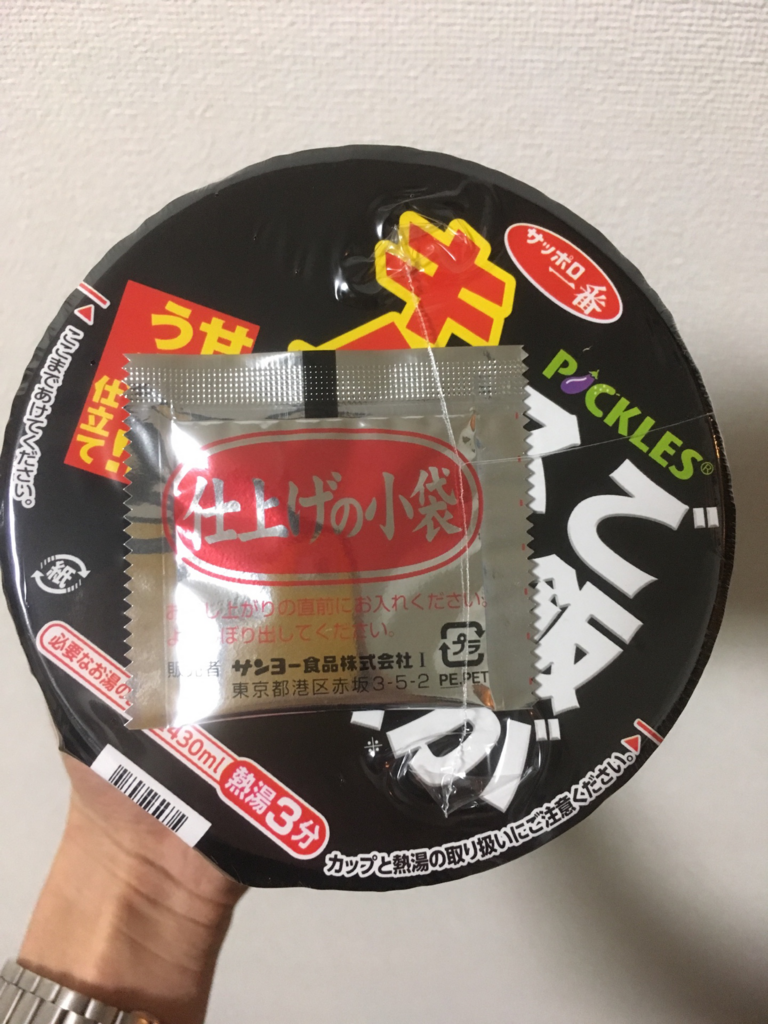 サッポロ
一番
PICKLES®
ご飯が
キ
うせ
仕立て!
ここまであけてください。
紙
仕上げの小袋
お召し上がりの直前にお入れください。
よくしぼり出してください。
販売者 サンヨー食品株式会社 I
東京都港区赤坂3-5-2
プラ
PE.PET
必要なお湯の
430ml
熱湯3分
カップと熱湯の取り扱いにご注意ください。